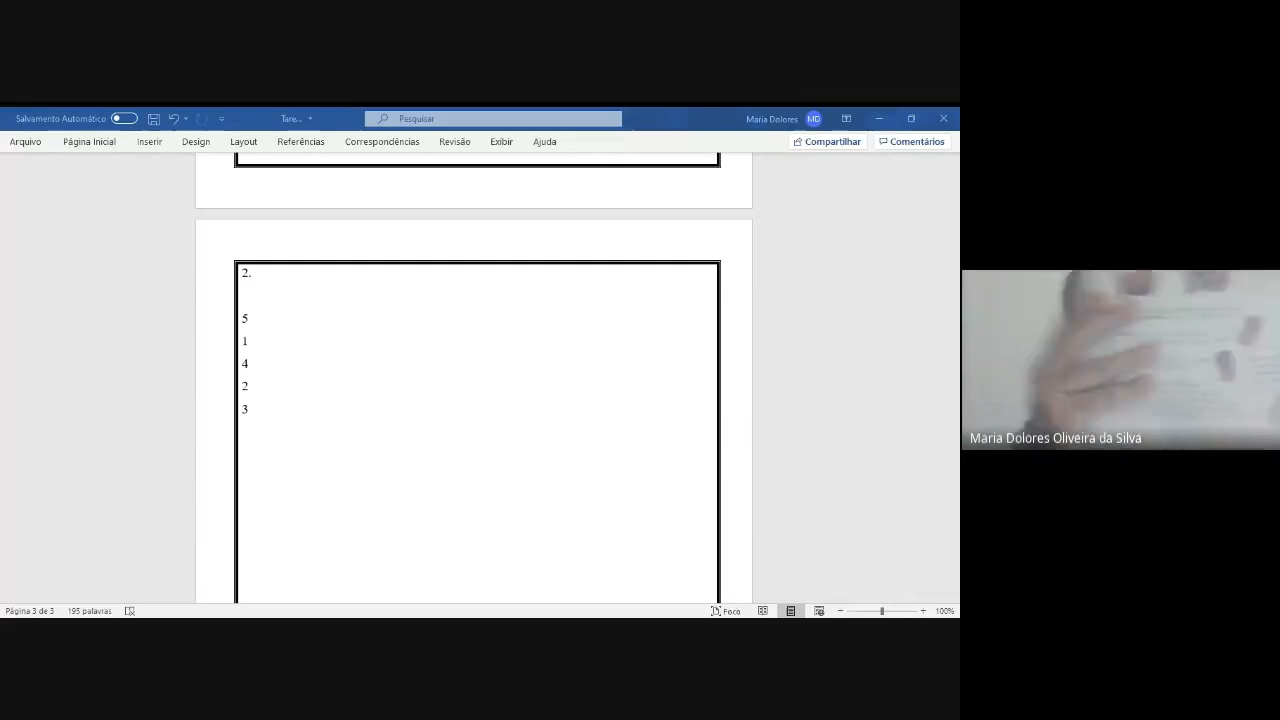 Salvamento Automático
Tare...
Pesquisar
Maria Dolores
MD
Arquivo
Página Inicial
Inserir
Design
Layout
Referências
Correspondências
Revisão
Exibir
Ajuda
Compartilhar
Comentários
2.
5
1
4
2
3
Maria Dolores Oliveira da Silva
Página 3 de 3
195 palavras
Foco
100%